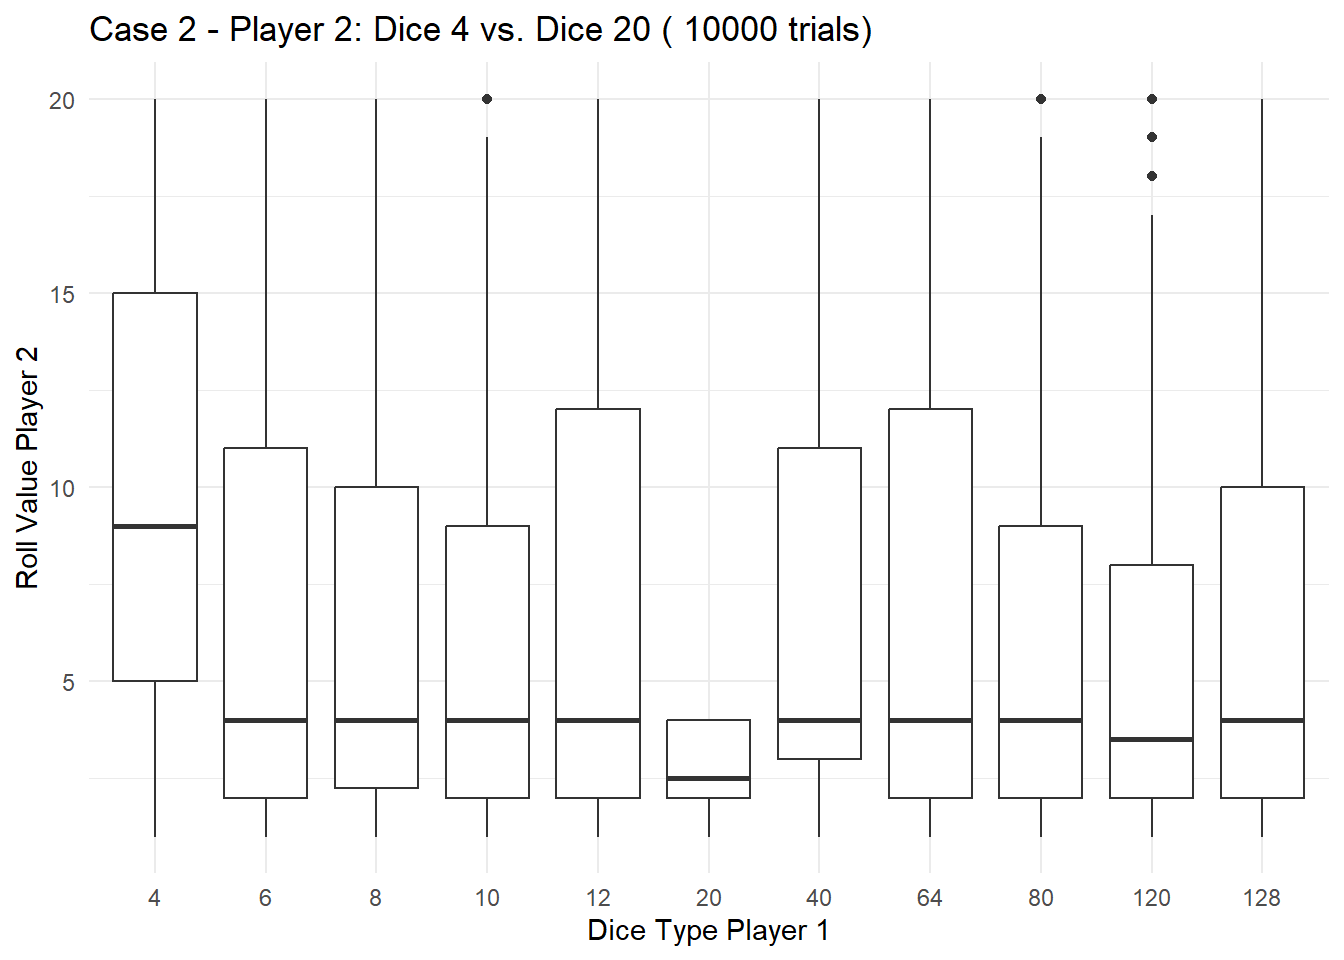 Case 2 - Player 2: Dice 4 vs. Dice 20 ( 10000 trials)
20
15
10
5
Roll Value Player 2
4 6 8 10 12 20 40 64 80 120 128
Dice Type Player 1